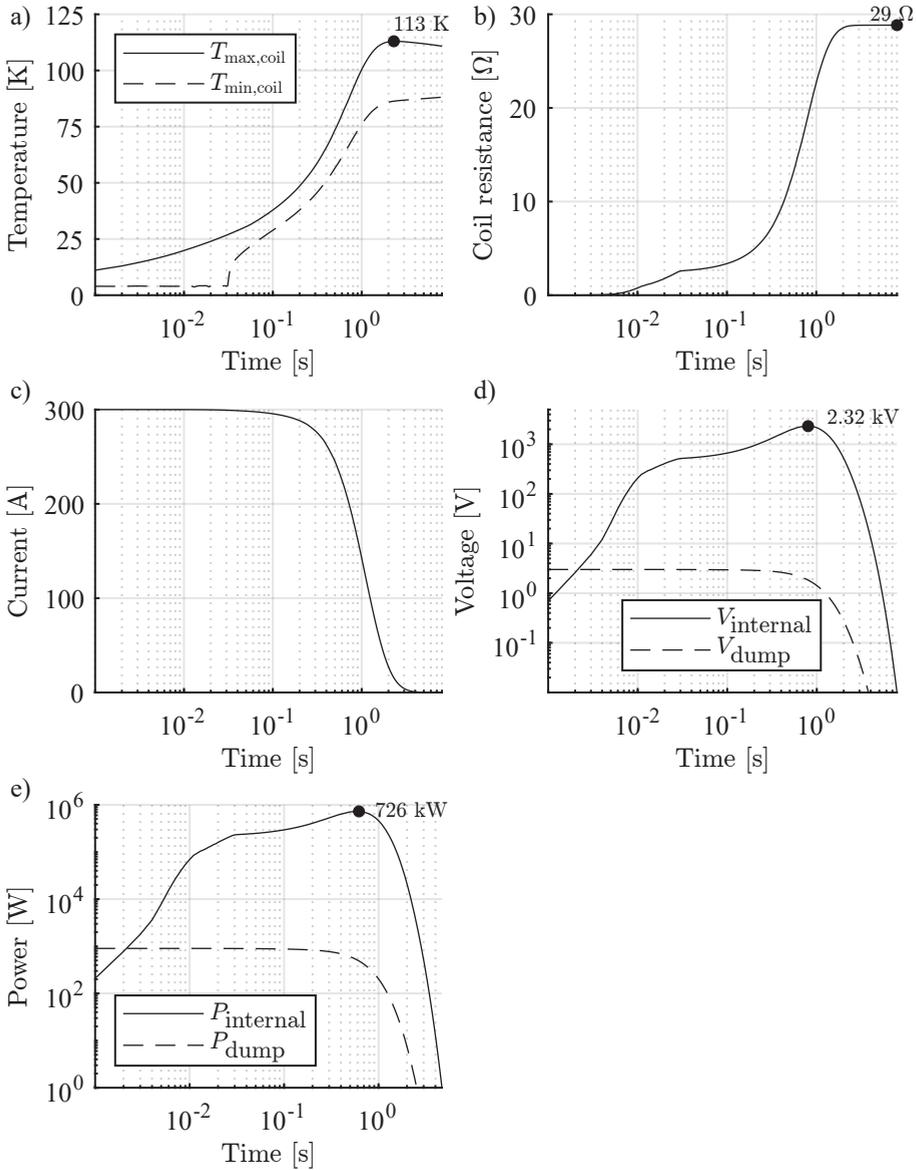 a)
113 K
125
100
75
50
25
0
Temperature [K]
T_max,coil
T_min,coil
10^-2
10^-1
10^0
Time [s]
b)
29 Ω
30
20
10
0
Coil resistance [Ω]
10^-2
10^-1
10^0
Time [s]
c)
300
200
100
0
Current [A]
10^-2
10^-1
10^0
Time [s]
d)
2.32 kV
10^3
10^2
10^1
10^0
10^-1
Voltage [V]
V_internal
V_dump
10^-2
10^-1
10^0
Time [s]
e)
726 kW
10^6
10^4
10^2
10^0
Power [W]
P_internal
P_dump
10^-2
10^-1
10^0
Time [s]